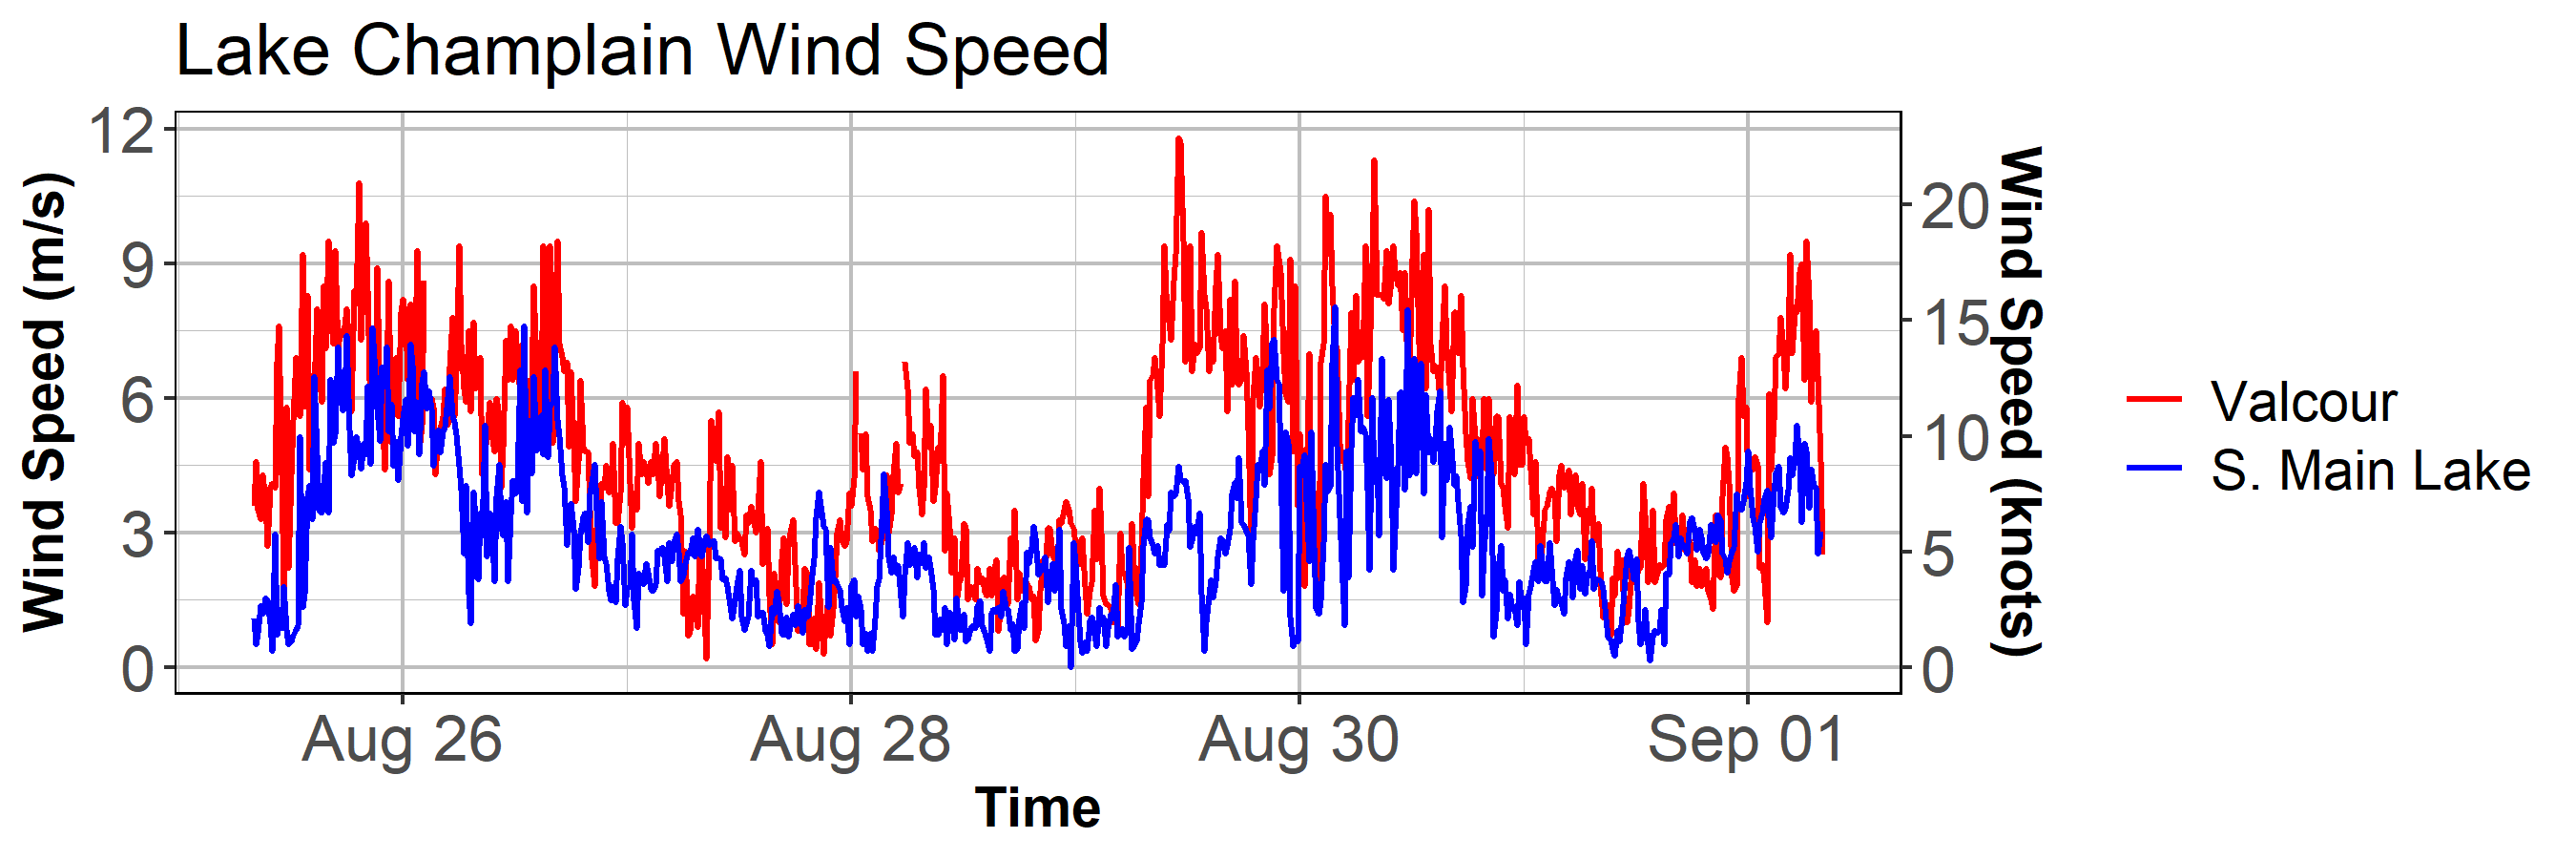 Lake Champlain Wind Speed
Wind Speed (m/s)
12
9
6
3
0
20
15
10
5
0
Wind Speed (knots)
Aug 26
Aug 28
Aug 30
Sep 01
Time
Valcour
S. Main Lake